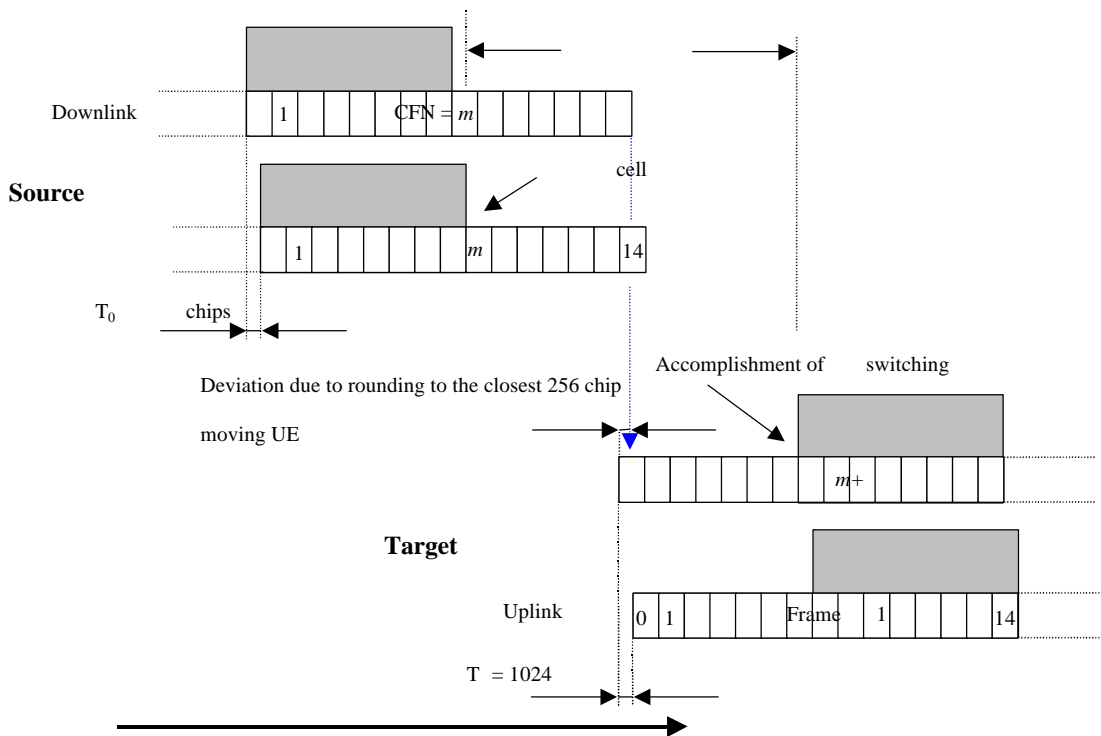 Downlink
1
CFN = m
Source
cell
1
m
14
T0
chips
Accomplishment of switching
Deviation due to rounding to the closest 256 chip
moving UE
m+
Target
Uplink
0 1 Frame 1 14
T = 1024